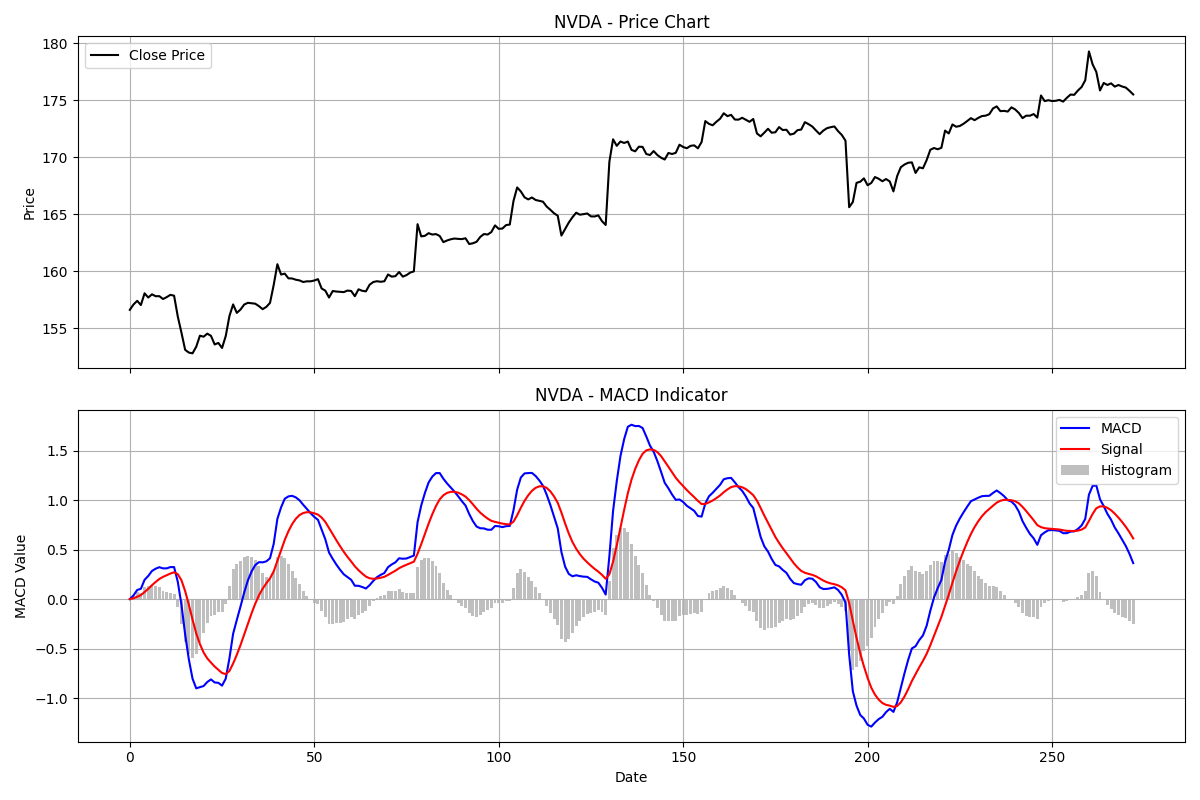 NVDA - Price Chart
Close Price
180
175
170
165
160
155
Price
NVDA - MACD Indicator
MACD
Signal
Histogram
1.5
1.0
0.5
0.0
−0.5
−1.0
MACD Value
0 50 100 150 200 250
Date